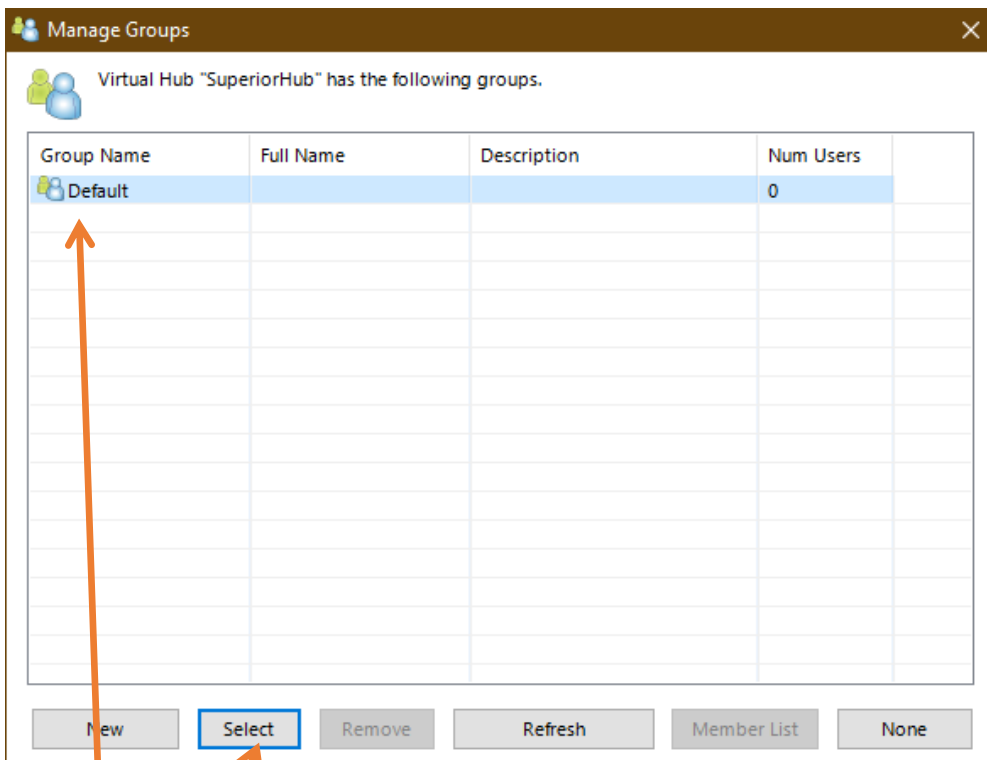 Manage Groups
Virtual Hub "SuperiorHub" has the following groups.
Group Name Full Name Description Num Users
Default 0
New Select Remove Refresh Member List None